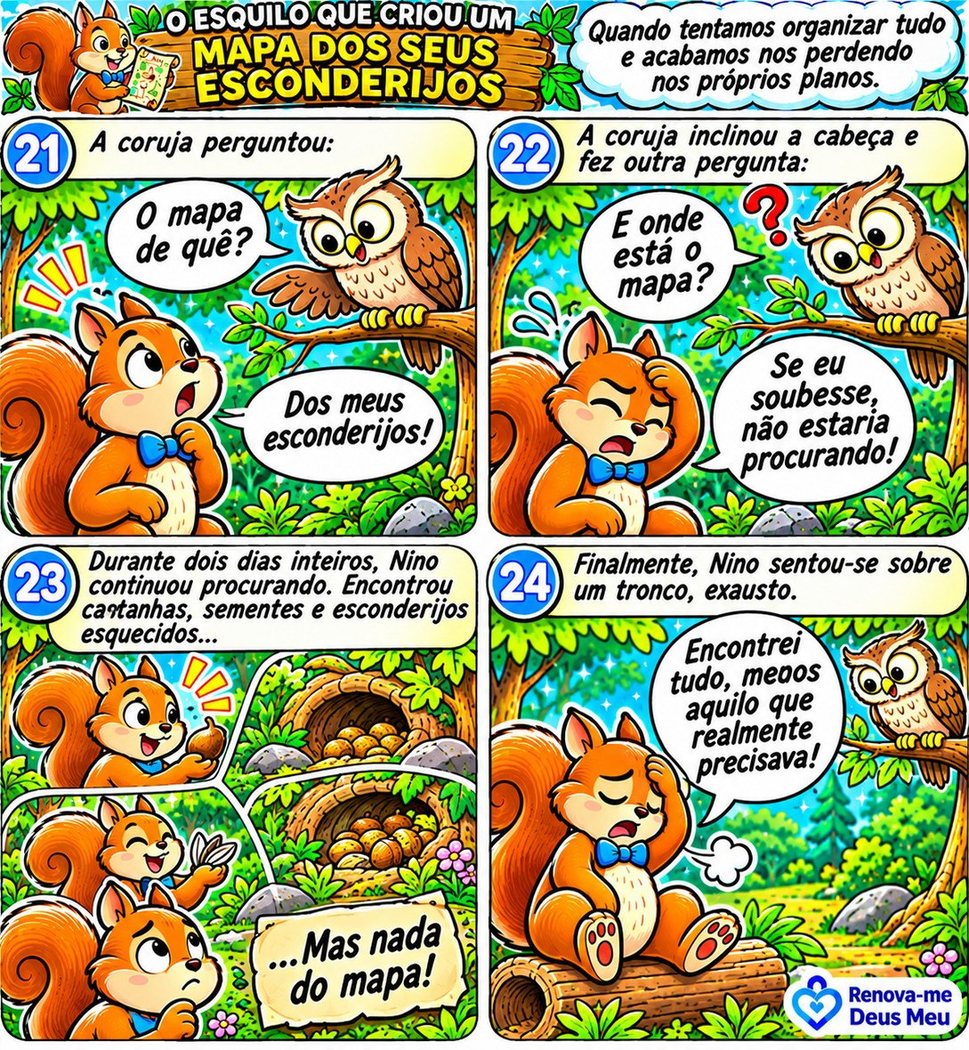 O ESQUILO QUE CRIOU UM
MAPA DOS SEUS
ESCONDERIJOS
Quando tentamos organizar tudo
e acabamos nos perdendo
nos próprios planos.
21
A coruja perguntou:
O mapa
de quê?
Dos meus
esconderijos!
22
A coruja inclinou a cabeça e
fez outra pergunta:
?
E onde
está o
mapa?
Se eu
soubesse,
não estaria
procurando!
23
Durante dois dias inteiros, Nino
continuou procurando. Encontrou
castanhas, sementes e esconderijos
esquecidos...
...Mas nada
do mapa!
24
Finalmente, Nino sentou-se sobre
um tronco, exausto.
Encontrei
tudo, menos
aquilo que
realmente
precisava!
Renova-me
Deus Meu